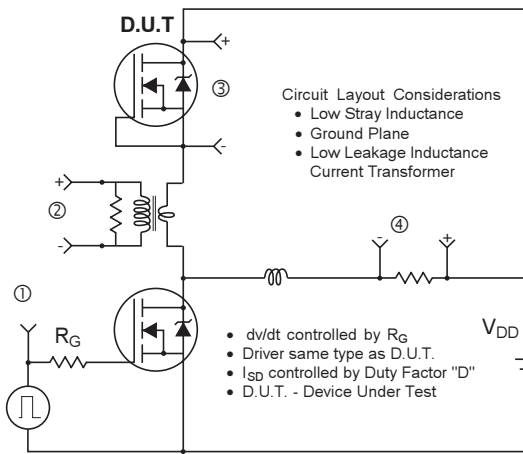 D.U.T
+
③
-
Circuit Layout Considerations
• Low Stray Inductance
• Ground Plane
• Low Leakage Inductance
Current Transformer
+
②
-
-
④
+
①
RG
• dv/dt controlled by RG
• Driver same type as D.U.T.
• ISD controlled by Duty Factor "D"
• D.U.T. - Device Under Test
VDD